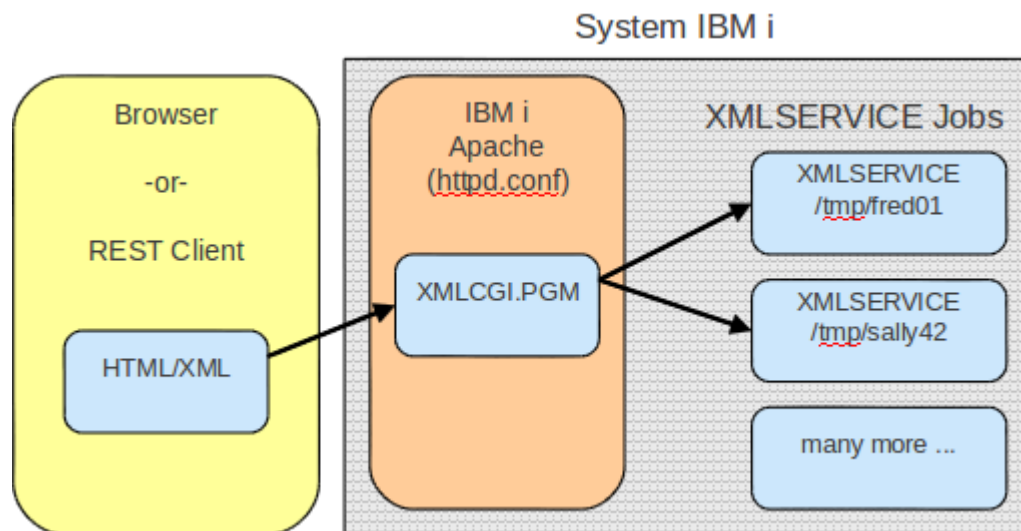 System IBM i
Browser
-or-
REST Client
HTML/XML
IBM i
Apache
(httpd.conf)
XMLCGI.PGM
XMLSERVICE Jobs
XMLSERVICE
/tmp/fred01
XMLSERVICE
/tmp/sally42
many more ...